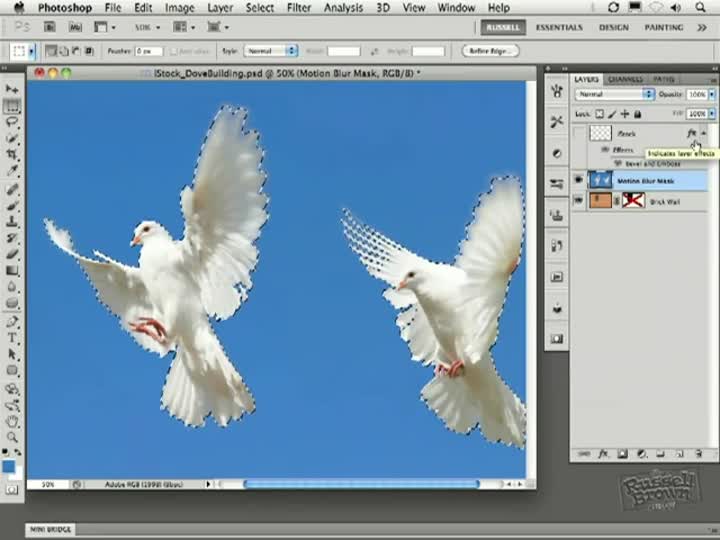 Photoshop File Edit Image Layer Select Filter Analysis 3D View Window Help
Ps 50% RUSSELL ESSENTIALS DESIGN PAINTING
Feather: 0 px Anti-alias Style: Normal Width: Height: Refine Edge...
iStock_DoveBuilding.psd @ 50% (Motion Blur Mask, RGB/8) *
LAYERS CHANNELS PATHS
Normal Opacity: 100%
Lock: Fill: 100%
iStock fx
Indicates layer effects
Effects
Bevel and Emboss
Motion Blur Mask
Brick Wall
50% Adobe RGB (1998) (8bpc)
Russell
Brown
MINI BRIDGE